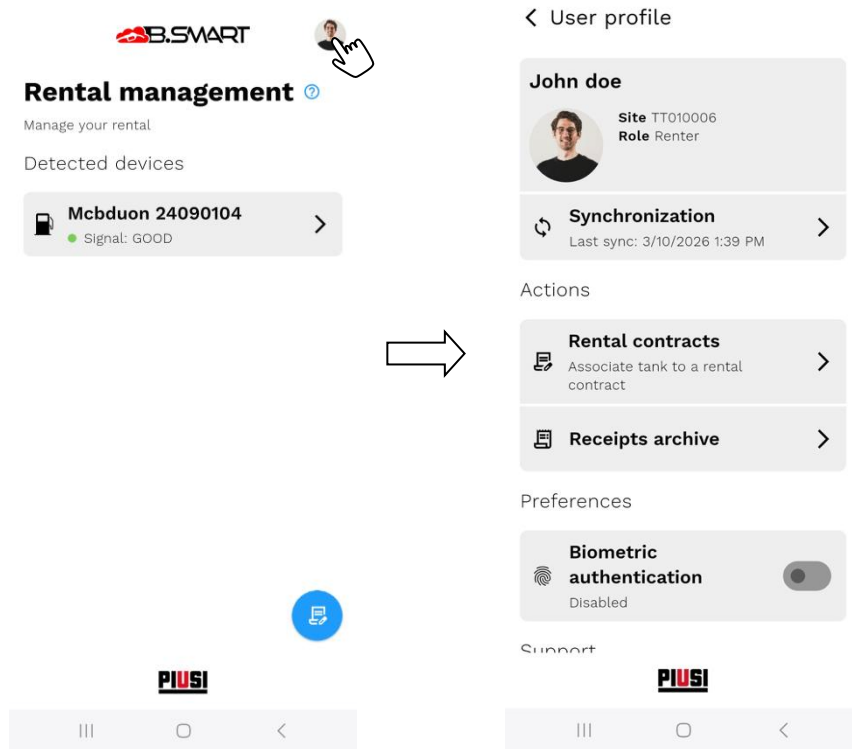 B.SMART
Rental management ?
Manage your rental
Detected devices
Mcbduon 24090104
Signal: GOOD
PIUSI
User profile
John doe
Site TT010006
Role Renter
Synchronization
Last sync: 3/10/2026 1:39 PM
Actions
Rental contracts
Associate tank to a rental
contract
Receipts archive
Preferences
Biometric
authentication
Disabled
Support
PIUSI